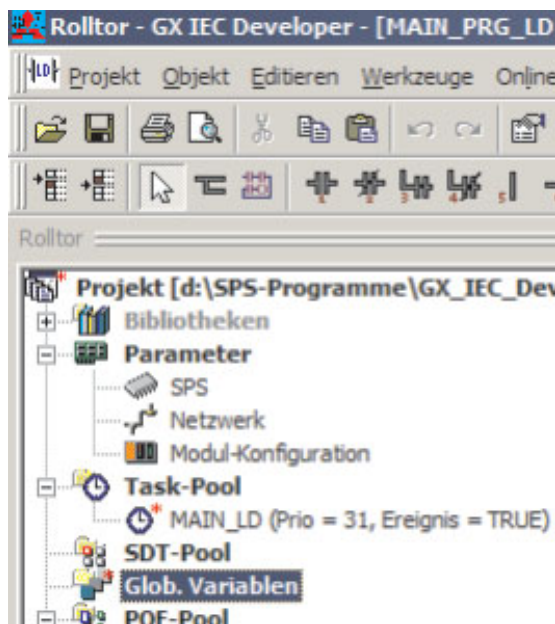 Rolltor - GX IEC Developer - [MAIN_PRG_LD
Projekt Objekt Editieren Werkzeuge Online
Rolltor
Projekt [d:\SPS-Programme\GX_IEC_Dev
Bibliotheken
Parameter
SPS
Netzwerk
Modul-Konfiguration
Task-Pool
MAIN_LD (Prio = 31, Ereignis = TRUE)
SDT-Pool
Glob. Variablen
POE-Pool